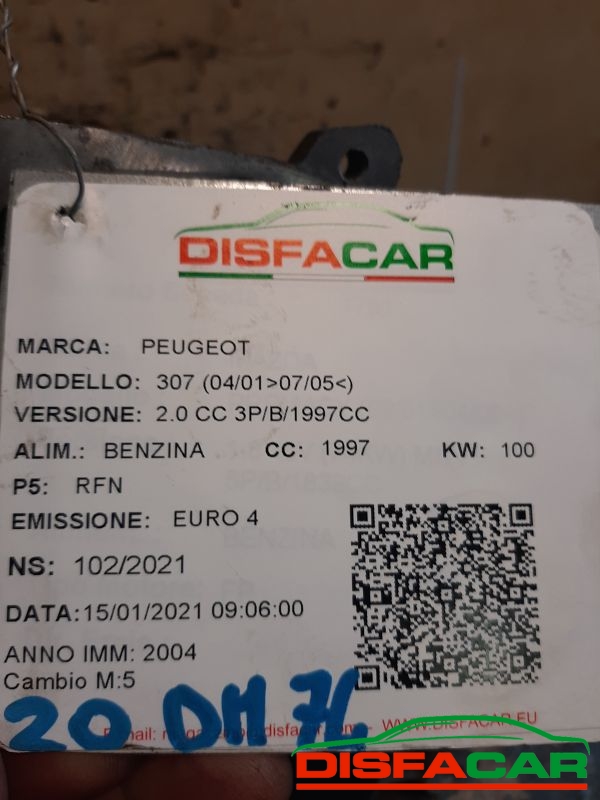 DISFACAR
MARCA: PEUGEOT
MODELLO: 307 (04/01>07/05<)
VERSIONE: 2.0 CC 3P/B/1997CC
ALIM.: BENZINA CC: 1997 KW: 100
P5: RFN
EMISSIONE: EURO 4
NS: 102/2021
DATA:15/01/2021 09:06:00
ANNO IMM: 2004
Cambio M:5
20 DM 71
WWW.DISFACAR.EU
DISFACAR